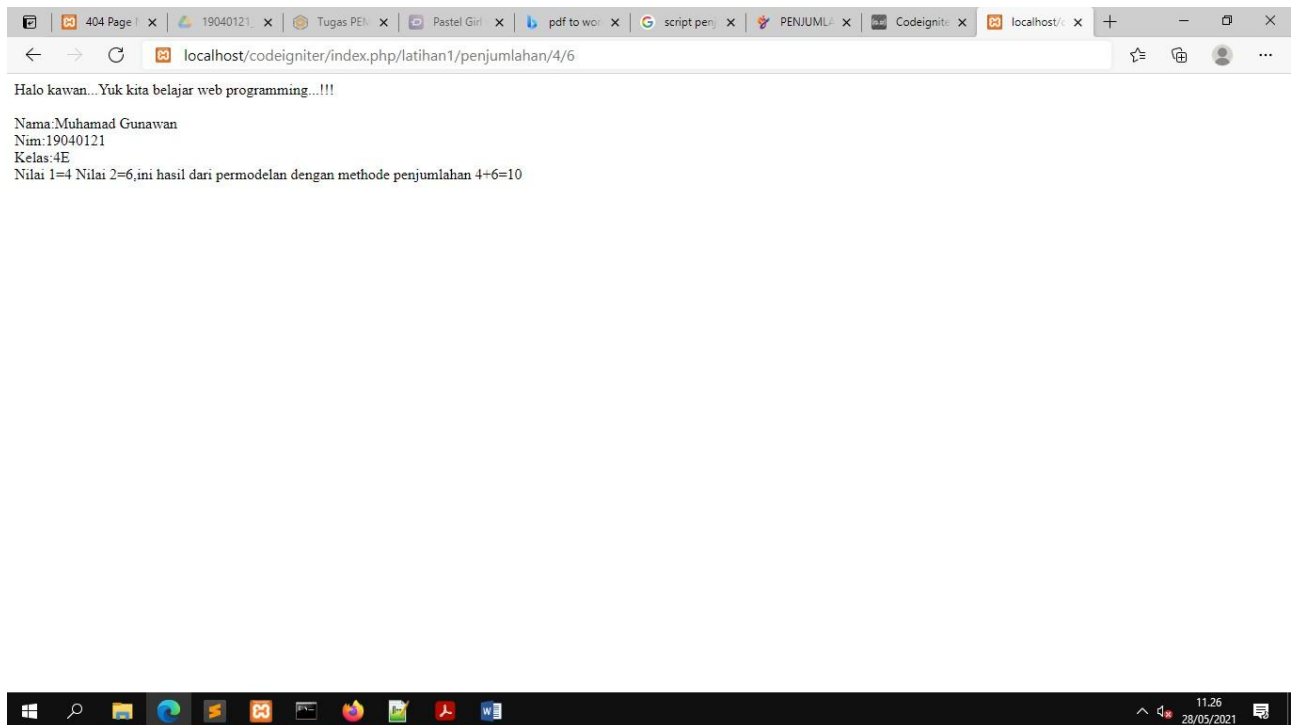 404 Page
19040121_
Tugas PEN
Pastel Girl
pdf to wor
script penj
PENJUMLA
Codeignite
localhost/c
localhost/codeigniter/index.php/latihan1/penjumlahan/4/6
Halo kawan...Yuk kita belajar web programming...!!!
Nama:Muhamad Gunawan
Nim:19040121
Kelas:4E
Nilai 1=4 Nilai 2=6,ini hasil dari permodelan dengan methode penjumlahan 4+6=10
11.26
28/05/2021